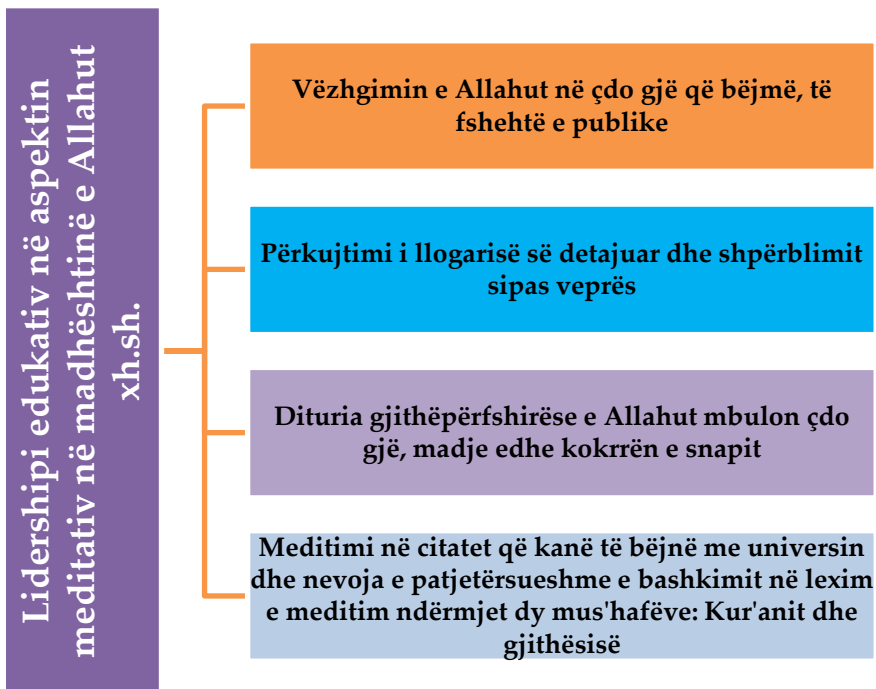 Lidershipi edukativ në aspektin
meditativ në madhështinë e Allahut
xh.sh.
Vëzhgimin e Allahut në çdo gjë që bëjmë, të
fshehtë e publike
Përkujtimi i llogarisë së detajuar dhe shpërblimit
sipas veprës
Dituria gjithëpërfshirëse e Allahut mbulon çdo
gjë, madje edhe kokrrën e snapit
Meditimi në citatet që kanë të bëjnë me universin
dhe nevoja e patjetërsueshme e bashkimit në lexim
e meditim ndërmjet dy mus'hafëve: Kur'anit dhe
gjithësisë